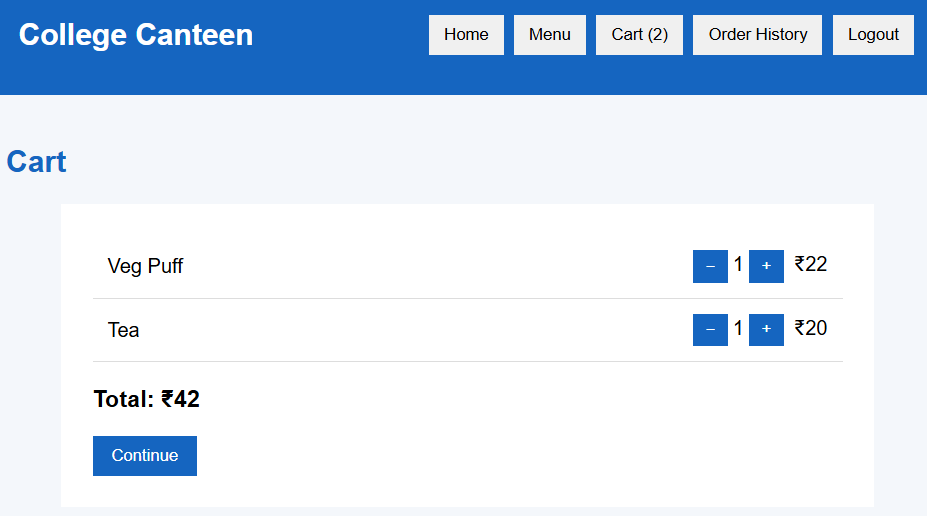 College Canteen Home Menu Cart (2) Order History Logout
Cart
Veg Puff – 1 + ₹22
Tea – 1 + ₹20
Total: ₹42
Continue